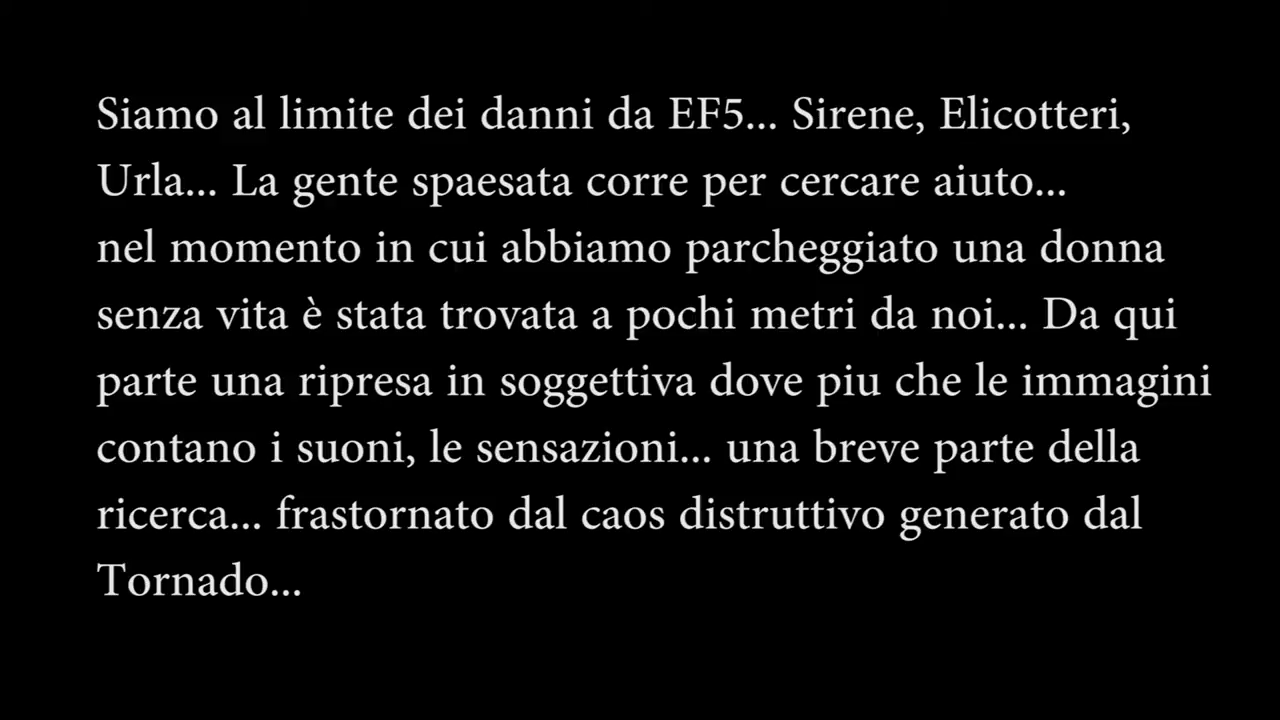 Siamo al limite dei danni da EF5... Sirene, Elicotteri,
Urla... La gente spaesata corre per cercare aiuto...
nel momento in cui abbiamo parcheggiato una donna
senza vita è stata trovata a pochi metri da noi... Da qui
parte una ripresa in soggettiva dove piu che le immagini
contano i suoni, le sensazioni... una breve parte della
ricerca... frastornato dal caos distruttivo generato dal
Tornado...